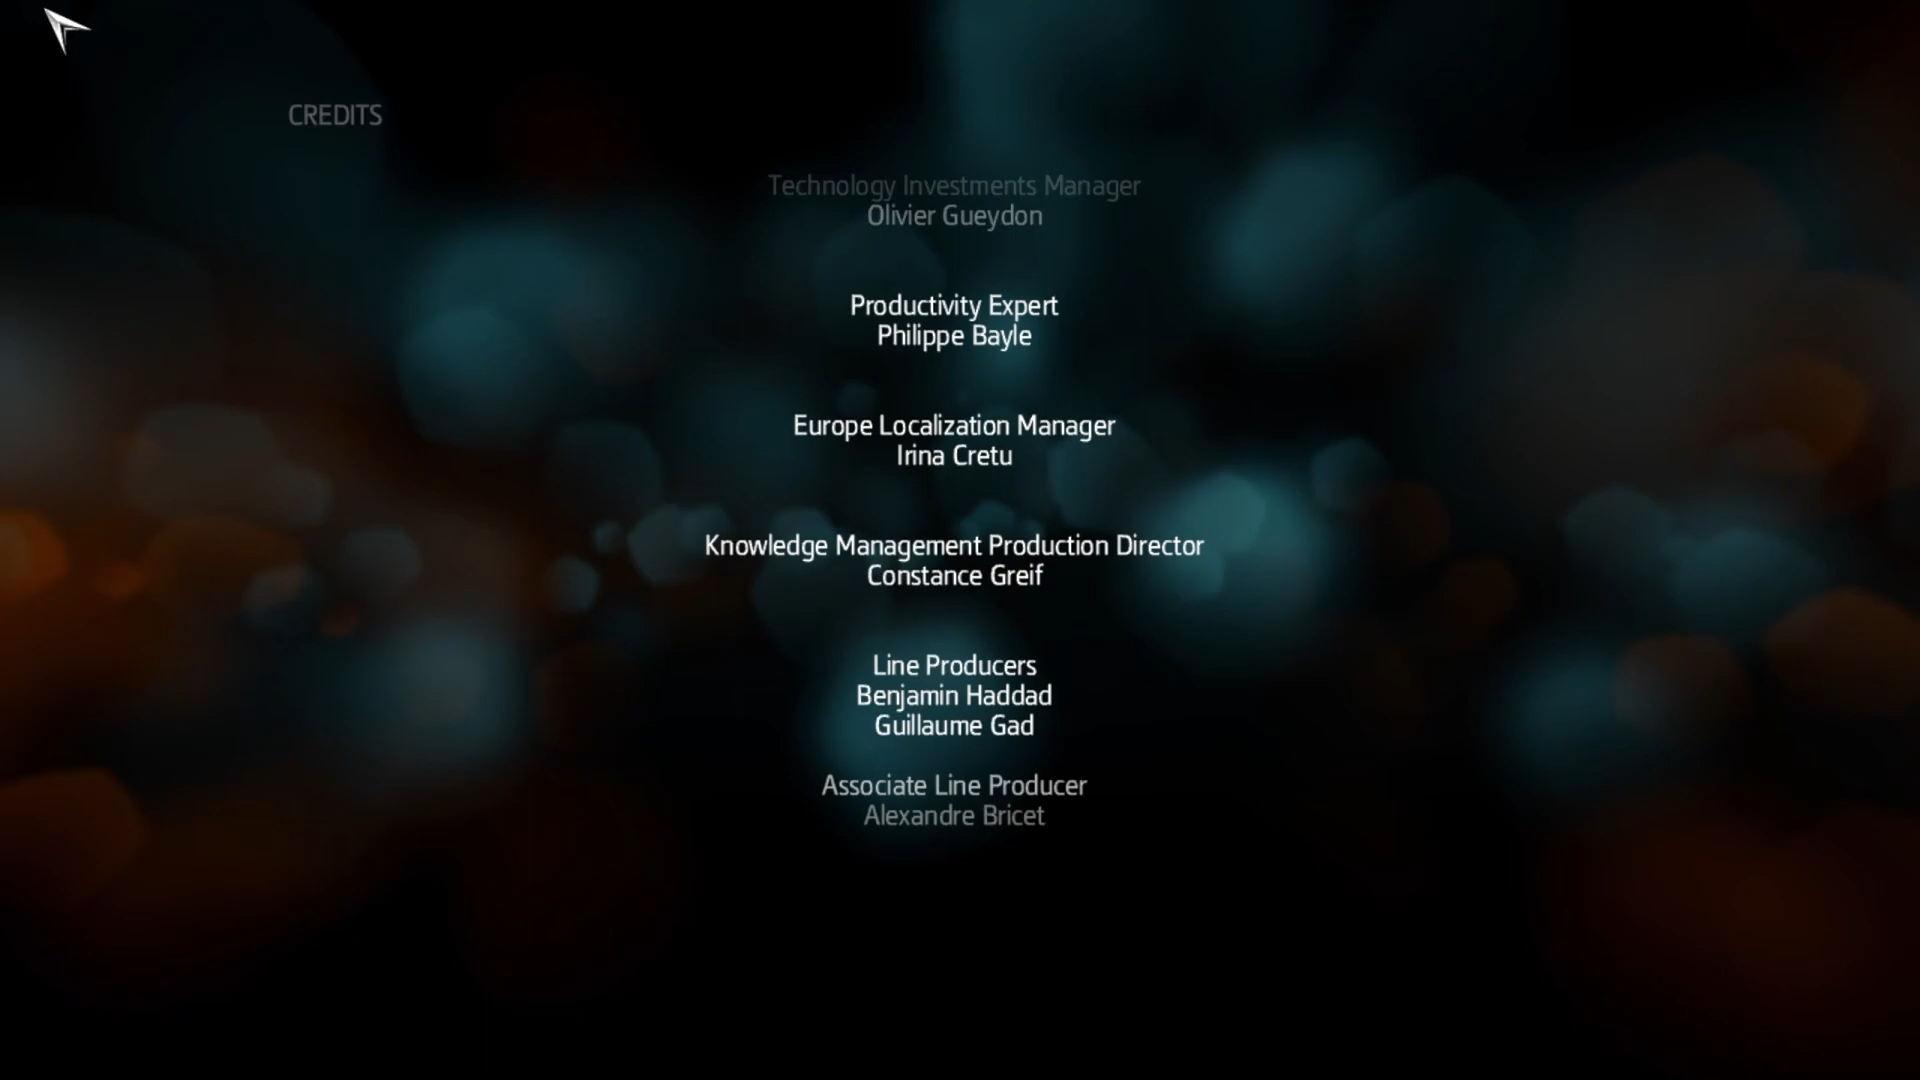 CREDITS
Technology Investments Manager
Olivier Gueydon
Productivity Expert
Philippe Bayle
Europe Localization Manager
Irina Cretu
Knowledge Management Production Director
Constance Greif
Line Producers
Benjamin Haddad
Guillaume Gad
Associate Line Producer
Alexandre Bricet